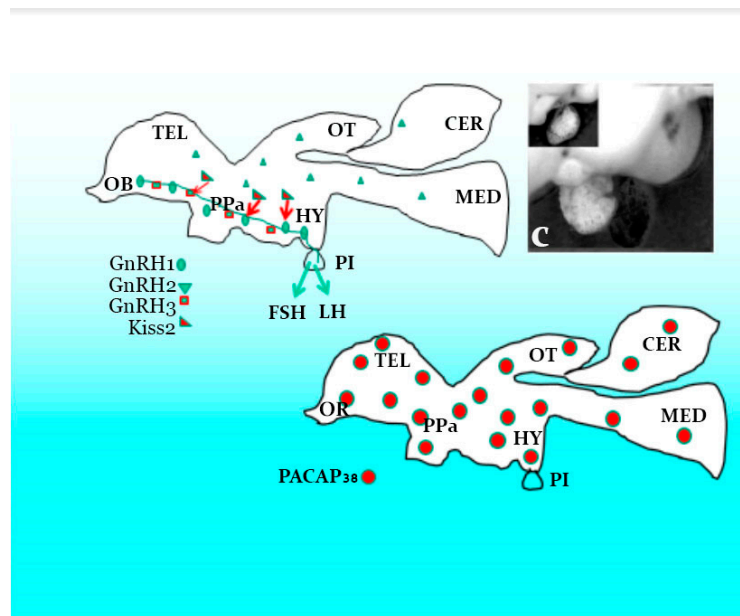 TEL
OT
CER
OB
PPa
HY
MED
PI
FSH LH
GnRH1
GnRH2
GnRH3
Kiss2
c
TEL
OT
CER
OR
PPa
HY
MED
PI
PACAP₃₈